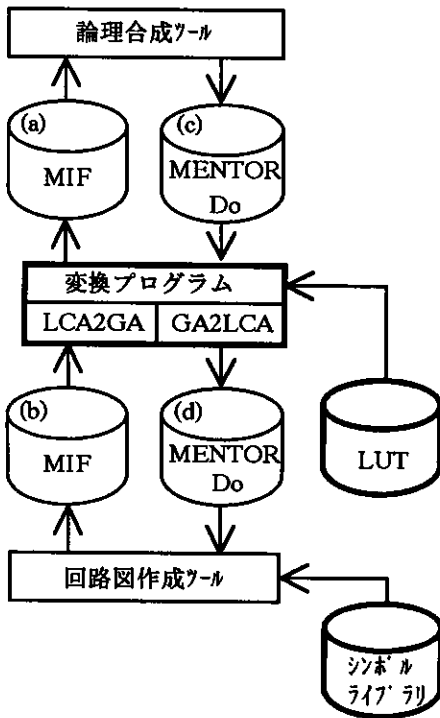 論理合成ﾂｰﾙ
(a)
MIF
(c)
MENTOR
Do
変換プログラム
LCA2GA
GA2LCA
(b)
MIF
(d)
MENTOR
Do
LUT
回路図作成ﾂｰﾙ
ｼﾝﾎﾞﾙ
ﾗｲﾌﾞﾗﾘ